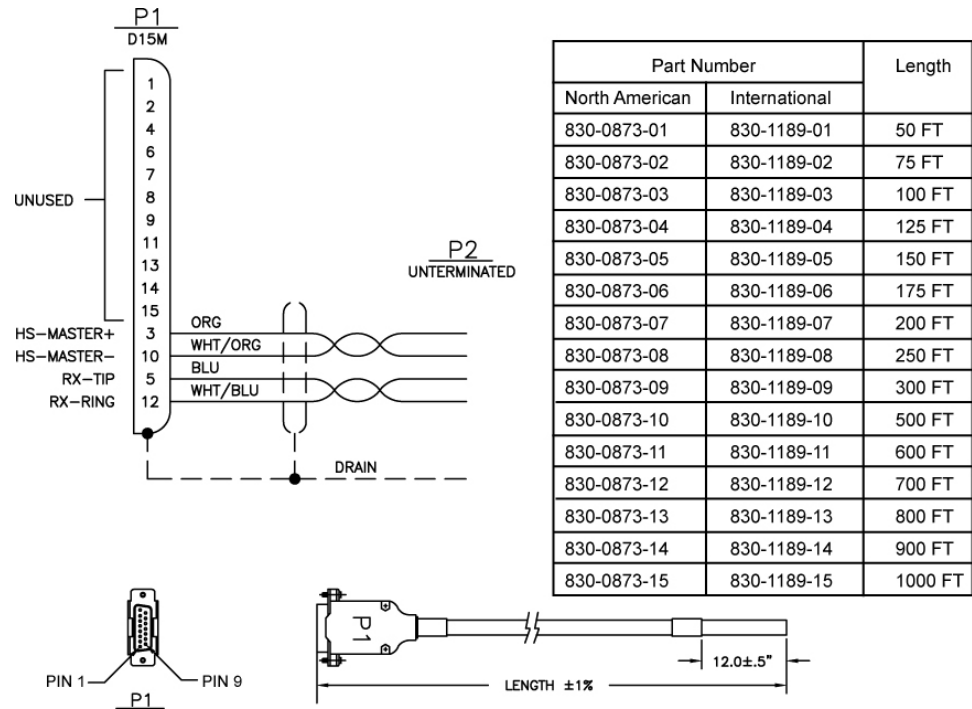 P1
D15M
1
2
4
6
7
8
9
11
13
14
15
UNUSED
HS-MASTER+ 3 ORG
HS-MASTER- 10 WHT/ORG
RX-TIP 5 BLU
RX-RING 12 WHT/BLU
DRAIN
P2
UNTERMINATED
Part Number Length
North American International
830-0873-01 830-1189-01 50 FT
830-0873-02 830-1189-02 75 FT
830-0873-03 830-1189-03 100 FT
830-0873-04 830-1189-04 125 FT
830-0873-05 830-1189-05 150 FT
830-0873-06 830-1189-06 175 FT
830-0873-07 830-1189-07 200 FT
830-0873-08 830-1189-08 250 FT
830-0873-09 830-1189-09 300 FT
830-0873-10 830-1189-10 500 FT
830-0873-11 830-1189-11 600 FT
830-0873-12 830-1189-12 700 FT
830-0873-13 830-1189-13 800 FT
830-0873-14 830-1189-14 900 FT
830-0873-15 830-1189-15 1000 FT
PIN 1 PIN 9
P1
P1
12.0±.5"
LENGTH ±1%